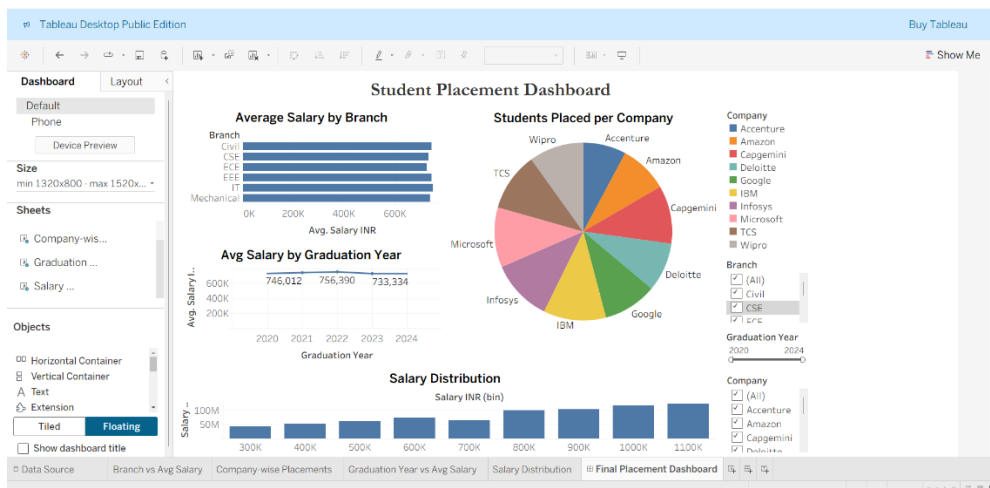 Tableau Desktop Public Edition
Buy Tableau
Show Me
Dashboard
Layout
Default
Phone
Device Preview
Size
min 1320x800 - max 1520x...
Sheets
Company-wis...
Graduation ...
Salary ...
Objects
Horizontal Container
Vertical Container
Text
Extension
Tiled
Floating
Show dashboard title
Student Placement Dashboard
Average Salary by Branch
Branch
Civil
CSE
ECE
EEE
IT
Mechanical
0K 200K 400K 600K
Avg. Salary INR
Avg Salary by Graduation Year
Avg. Salary I...
600K
400K
200K
746,012 756,390 733,334
2020 2021 2022 2023 2024
Graduation Year
Students Placed per Company
Wipro
Accenture
TCS
Amazon
Capgemini
Microsoft
Deloitte
Infosys
Google
IBM
Salary Distribution
Salary INR (bin)
Salary ...
100M
50M
300K 400K 500K 600K 700K 800K 900K 1000K 1100K
Company
Accenture
Amazon
Capgemini
Deloitte
Google
IBM
Infosys
Microsoft
TCS
Wipro
Branch
(All)
Civil
CSE
ECE
Graduation Year
2020 2024
Company
(All)
Accenture
Amazon
Capgemini
Deloitte
Data Source
Branch vs Avg Salary
Company-wise Placements
Graduation Year vs Avg Salary
Salary Distribution
Final Placement Dashboard